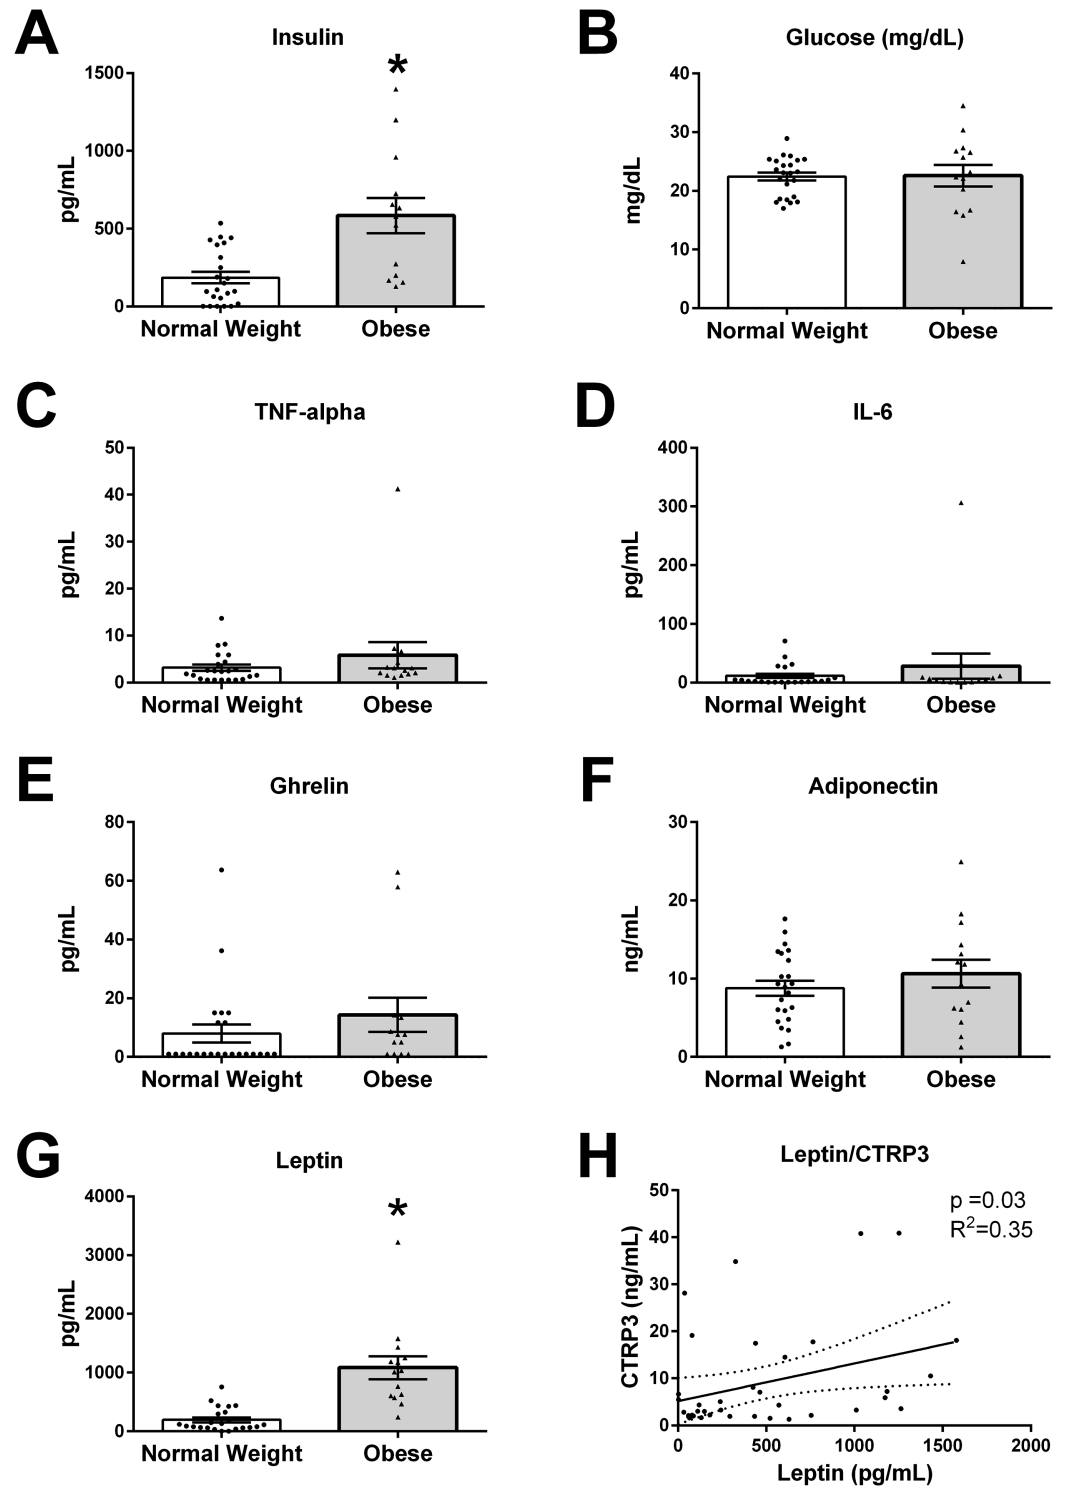 A
Insulin
*
1500
1000
500
0
pg/mL
Normal Weight
Obese
B
Glucose (mg/dL)
40
30
20
10
0
mg/dL
Normal Weight
Obese
C
TNF-alpha
50
40
30
20
10
0
pg/mL
Normal Weight
Obese
D
IL-6
400
300
200
100
0
pg/mL
Normal Weight
Obese
E
Ghrelin
80
60
40
20
0
pg/mL
Normal Weight
Obese
F
Adiponectin
30
20
10
0
ng/mL
Normal Weight
Obese
G
Leptin
*
4000
3000
2000
1000
0
pg/mL
Normal Weight
Obese
H
Leptin/CTRP3
p =0.03
R²=0.35
50
40
30
20
10
0
CTRP3 (ng/mL)
0 500 1000 1500 2000
Leptin (pg/mL)